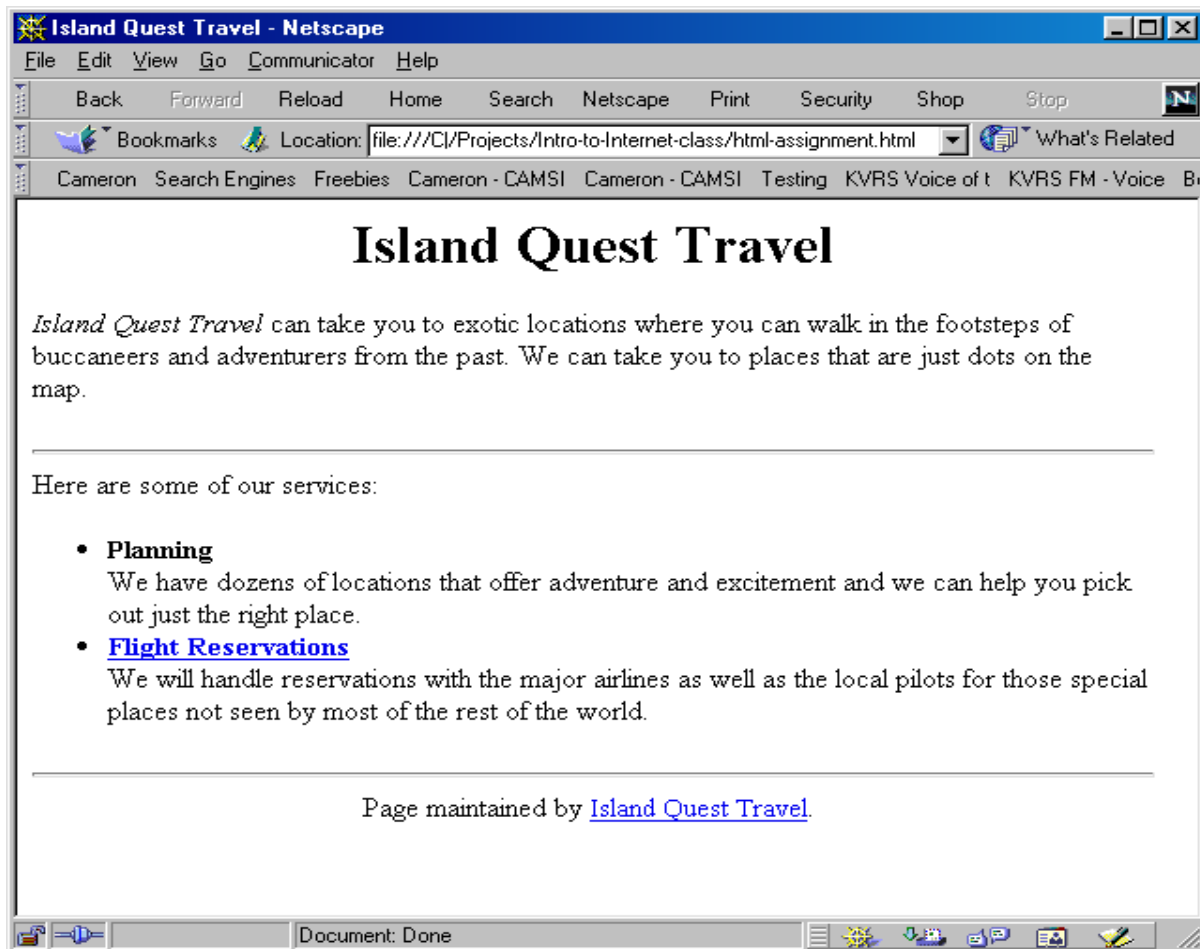 Island Quest Travel - Netscape
File Edit View Go Communicator Help
Back Forward Reload Home Search Netscape Print Security Shop Stop N
Bookmarks Location: file:///C|/Projects/Intro-to-Internet-class/html-assignment.html What's Related
Cameron Search Engines Freebies Cameron - CAMSI Cameron - CAMSI Testing KVRS Voice of t KVRS FM - Voice B
Island Quest Travel
Island Quest Travel can take you to exotic locations where you can walk in the footsteps of
buccaneers and adventurers from the past. We can take you to places that are just dots on the
map.
Here are some of our services:
• Planning
We have dozens of locations that offer adventure and excitement and we can help you pick
out just the right place.
• Flight Reservations
We will handle reservations with the major airlines as well as the local pilots for those special
places not seen by most of the rest of the world.
Page maintained by Island Quest Travel.
Document: Done